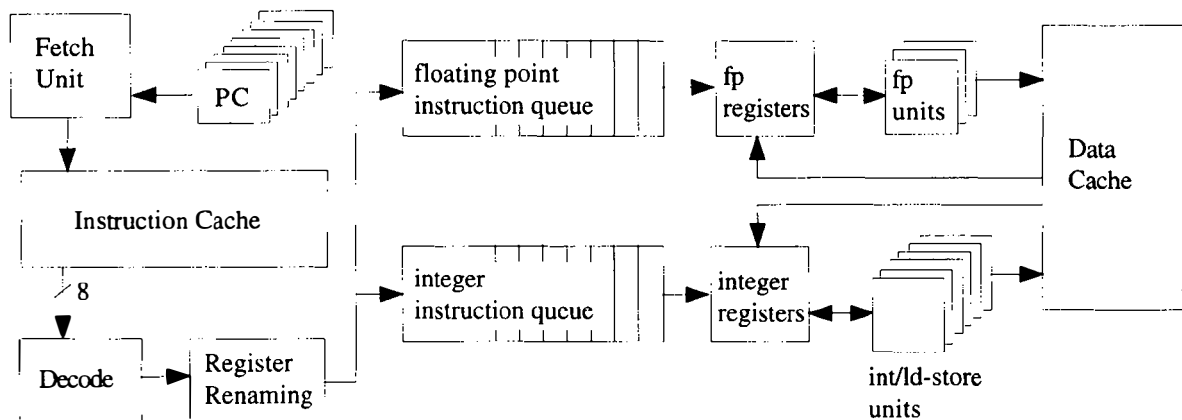 Fetch
Unit
PC
floating point
instruction queue
fp
registers
fp
units
Data
Cache
Instruction Cache
8
integer
instruction queue
integer
registers
int/ld-store
units
Decode
Register
Renaming